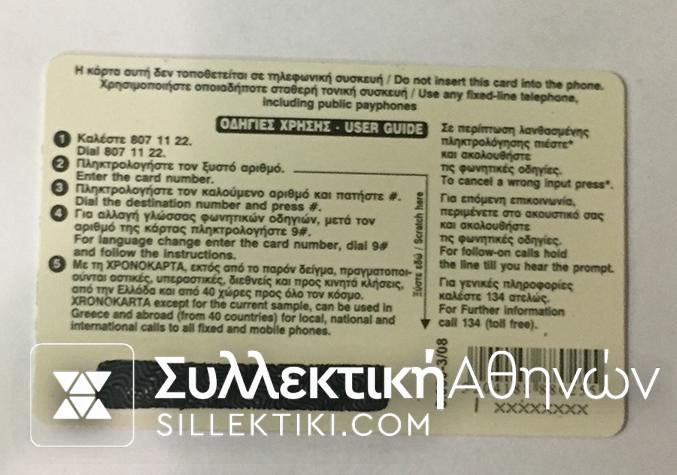 Η κάρτα αυτή δεν τοποθετείται σε τηλεφωνική συσκευή / Do not insert this card into the phone.
Χρησιμοποιήστε οποιαδήποτε σταθερή τονική συσκευή / Use any fixed-line telephone,
including public payphones
ΟΔΗΓΙΕΣ ΧΡΗΣΗΣ - USER GUIDE
1 Καλέστε 807 11 22.
Dial 807 11 22.
2 Πληκτρολογήστε τον ξυστό αριθμό.
Enter the card number.
3 Πληκτρολογήστε τον καλούμενο αριθμό και πατήστε #.
Dial the destination number and press #.
4 Για αλλαγή γλώσσας φωνητικών οδηγιών, μετά τον
αριθμό της κάρτας πληκτρολογήστε 9#.
For language change enter the card number, dial 9#
and follow the instructions.
5 Με τη ΧΡΟΝΟΚΑΡΤΑ, εκτός από το παρόν δείγμα, πραγματοποι-
ούνται αστικές, υπεραστικές, διεθνείς και προς κινητά κλήσεις,
από την Ελλάδα και από 40 χώρες προς όλο τον κόσμο.
XRONOKARTA except for the current sample, can be used in
Greece and abroad (from 40 countries) for local, national and
international calls to all fixed and mobile phones.
Ξύστε εδώ / Scratch here
Σε περίπτωση λανθασμένης
πληκτρολόγησης πιέστε*
και ακολουθήστε
τις φωνητικές οδηγίες.
To cancel a wrong input press*.
Για επόμενη επικοινωνία,
περιμένετε στο ακουστικό σας
και ακολουθήστε
τις φωνητικές οδηγίες.
For follow-on calls hold
the line till you hear the prompt.
Για γενικές πληροφορίες
καλέστε 134 ατελώς.
For Further information
call 134 (toll free).
3/08
XXXXXXXX
ΣυλλεκτικήΑθηνών
SILLEKTIKI.COM